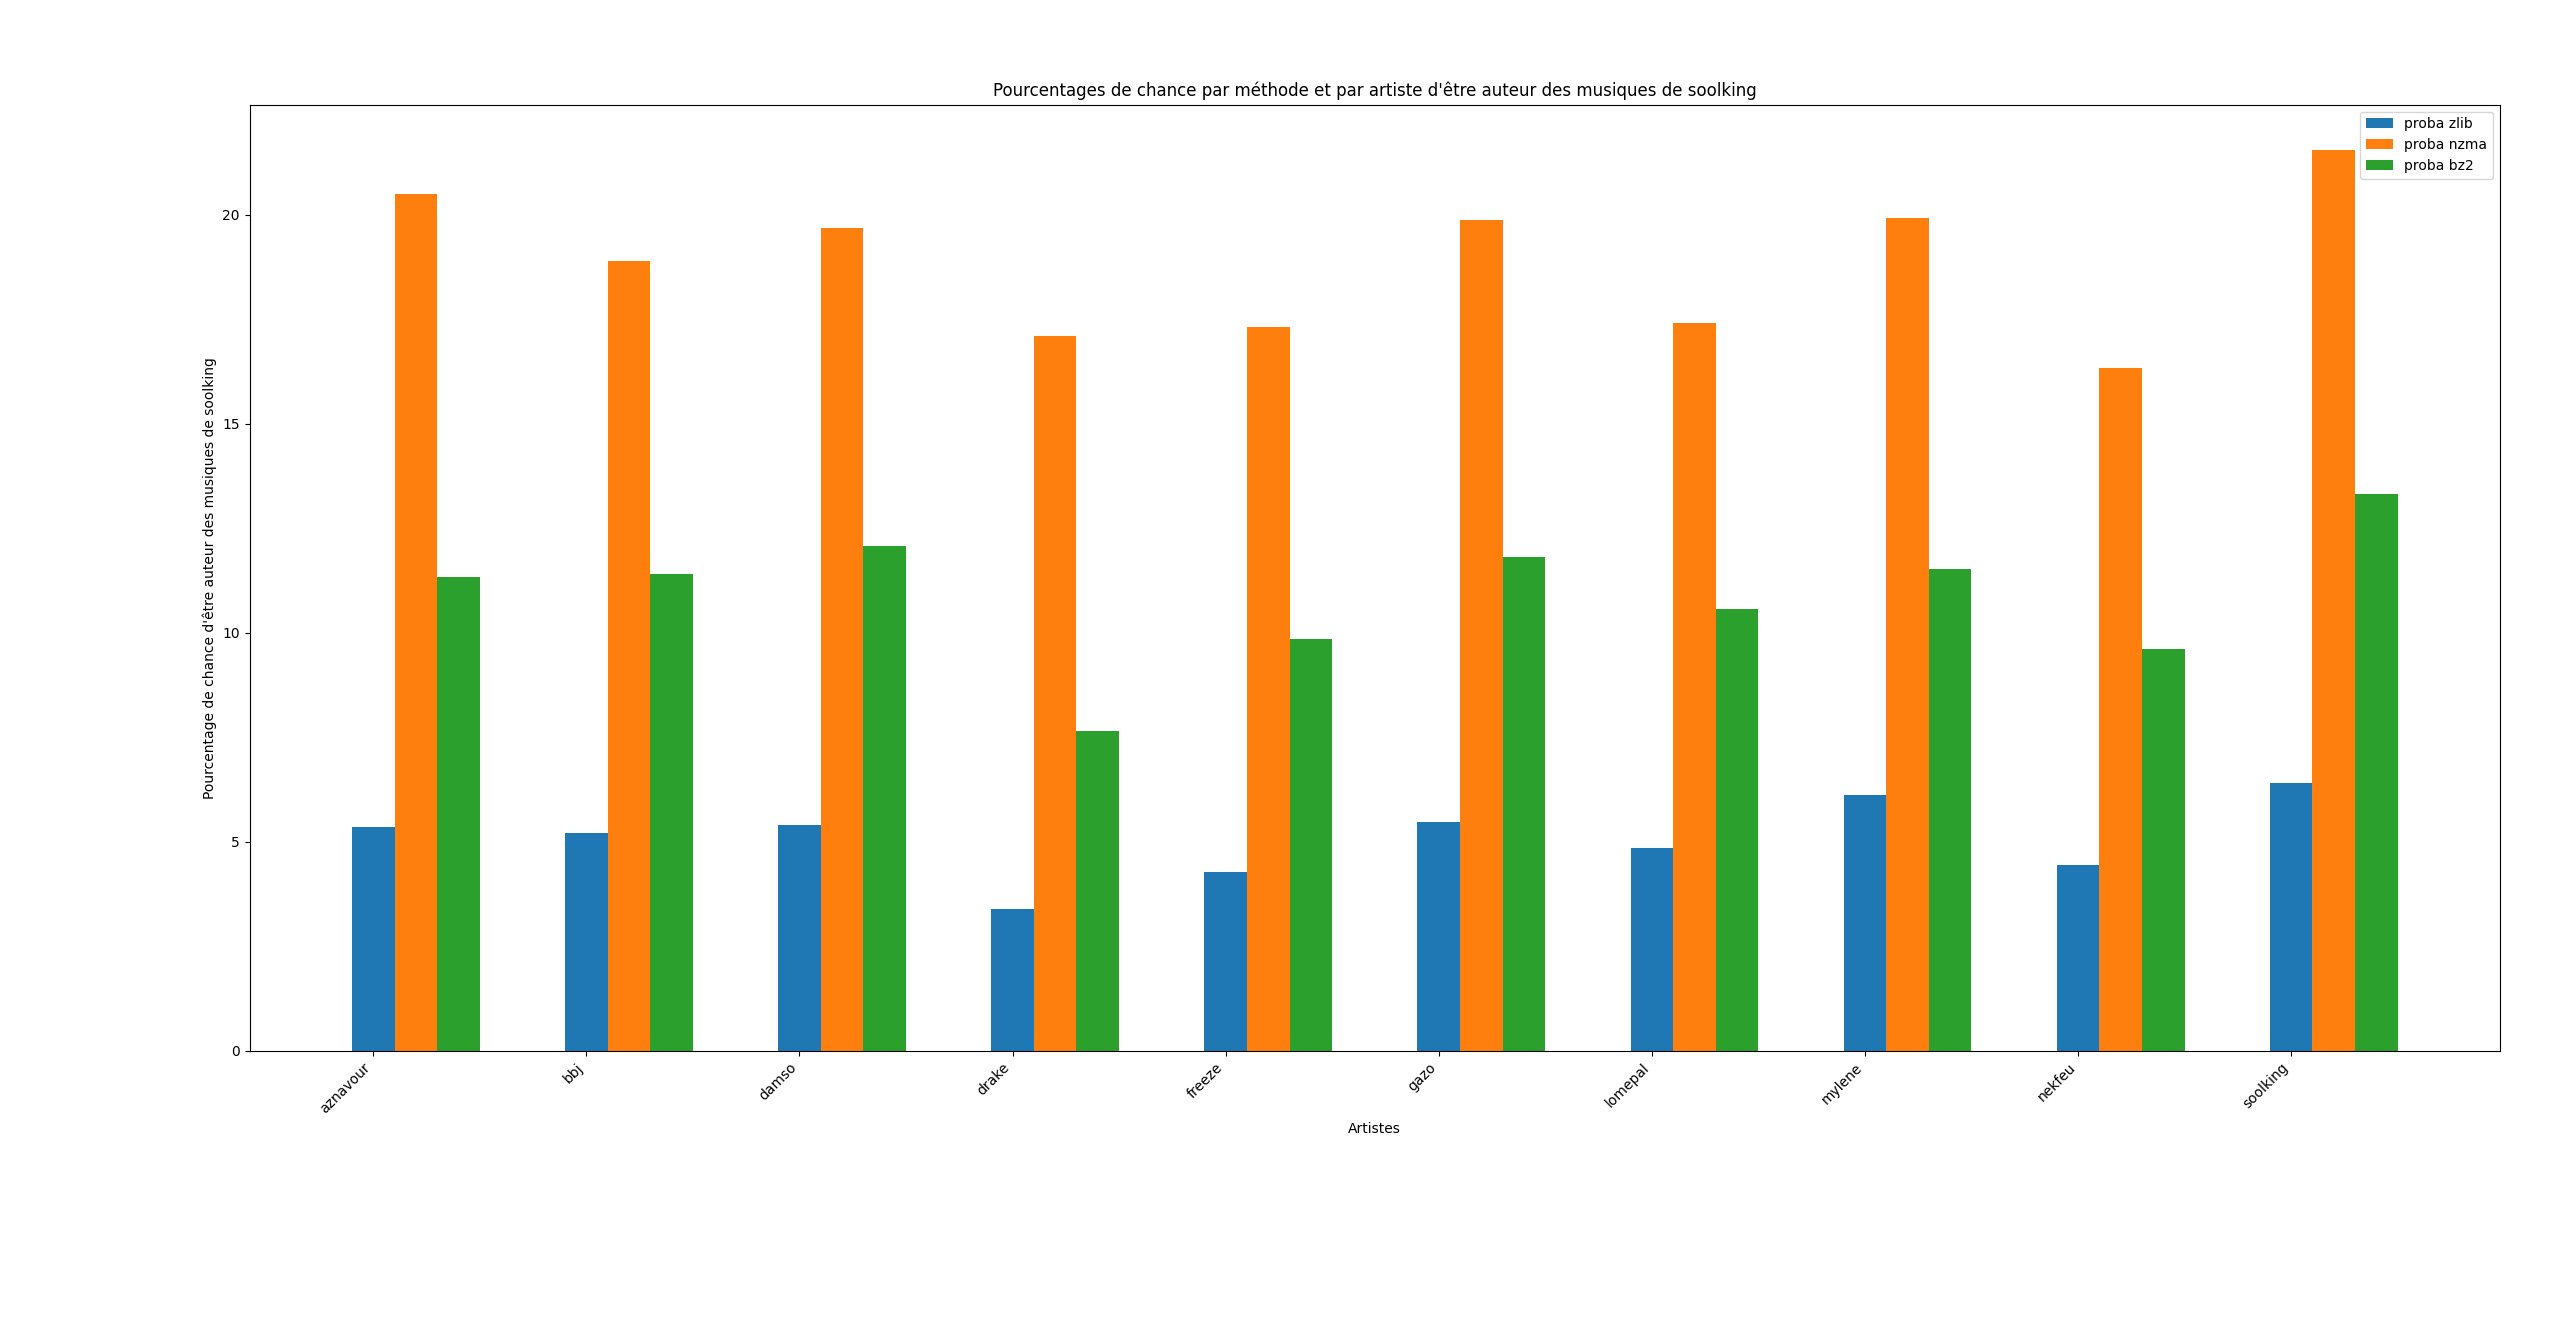 Pourcentages de chance par méthode et par artiste d'être auteur des musiques de soolking
proba zlib
proba nzma
proba bz2
Pourcentage de chance d'être auteur des musiques de soolking
20
15
10
5
0
aznavour
bbj
damso
drake
freeze
gazo
lomepal
mylene
nekfeu
soolking
Artistes